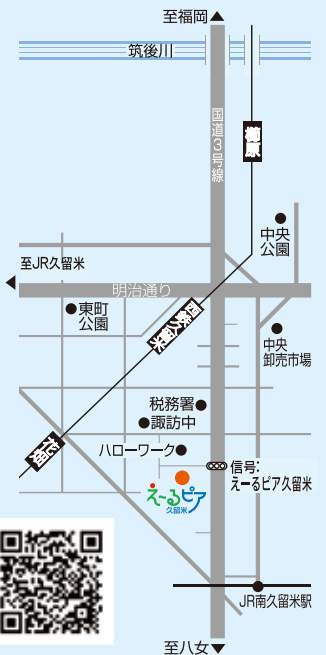 至福岡
筑後川
国道3号線
櫛原
中央
公園
至JR久留米
明治通り
東町
公園
西鉄久留米
中央
卸売市場
税務署
諏訪中
花畑
ハローワーク
信号:
えーるピア久留米
えーるピア
久留米
JR南久留米駅
至八女